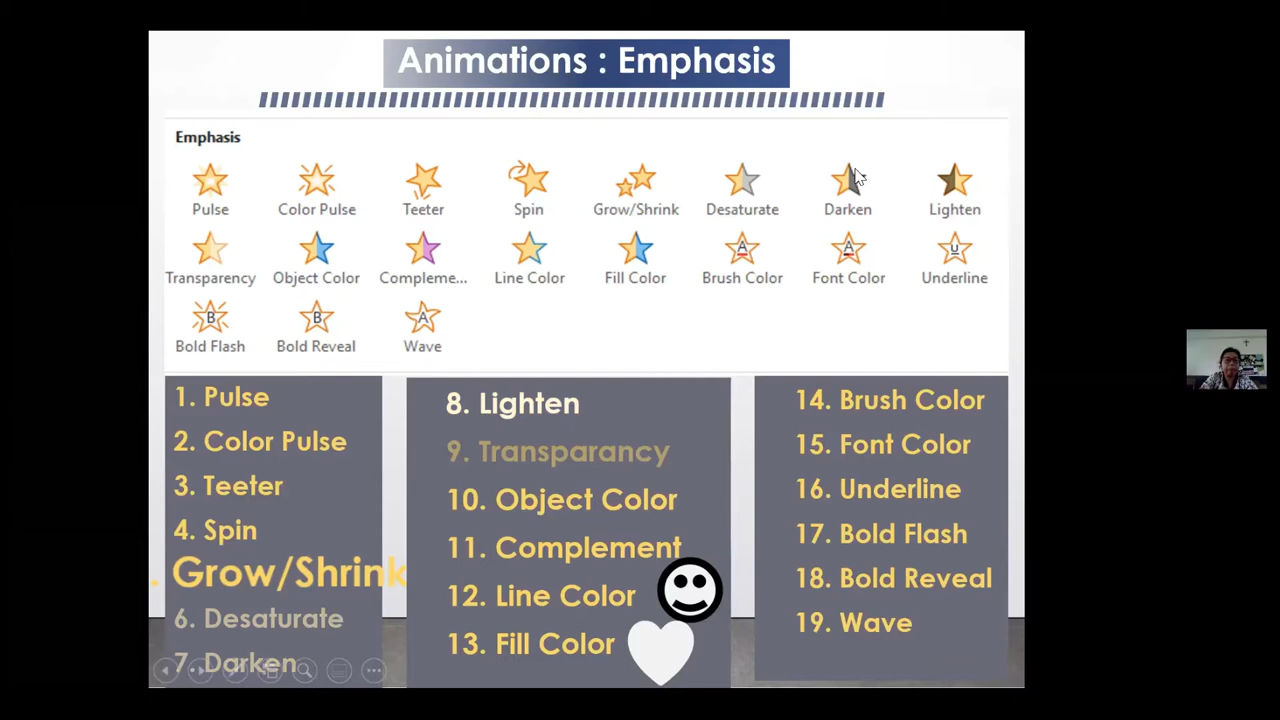 Animations : Emphasis
Emphasis
Pulse Color Pulse Teeter Spin Grow/Shrink Desaturate Darken Lighten
Transparency Object Color Compleme... Line Color Fill Color Brush Color Font Color Underline
Bold Flash Bold Reveal Wave
1. Pulse
2. Color Pulse
3. Teeter
4. Spin
. Grow/Shrink
6. Desaturate
7. Darken
8. Lighten
9. Transparancy
10. Object Color
11. Complement
12. Line Color
13. Fill Color
14. Brush Color
15. Font Color
16. Underline
17. Bold Flash
18. Bold Reveal
19. Wave